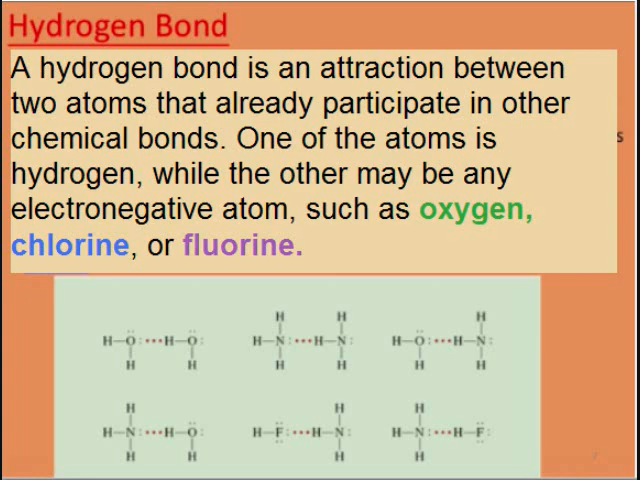 Hydrogen Bond
A hydrogen bond is an attraction between
two atoms that already participate in other
chemical bonds. One of the atoms is
hydrogen, while the other may be any
electronegative atom, such as oxygen,
chlorine, or fluorine.
s
H H H
H–O:•••H–O: H–N:•••H–N: H–O:•••H–N:
H H H H H H
H H H
H–N:•••H–O: H–F:•••H–N: H–N:•••H–F:
H H H H
7